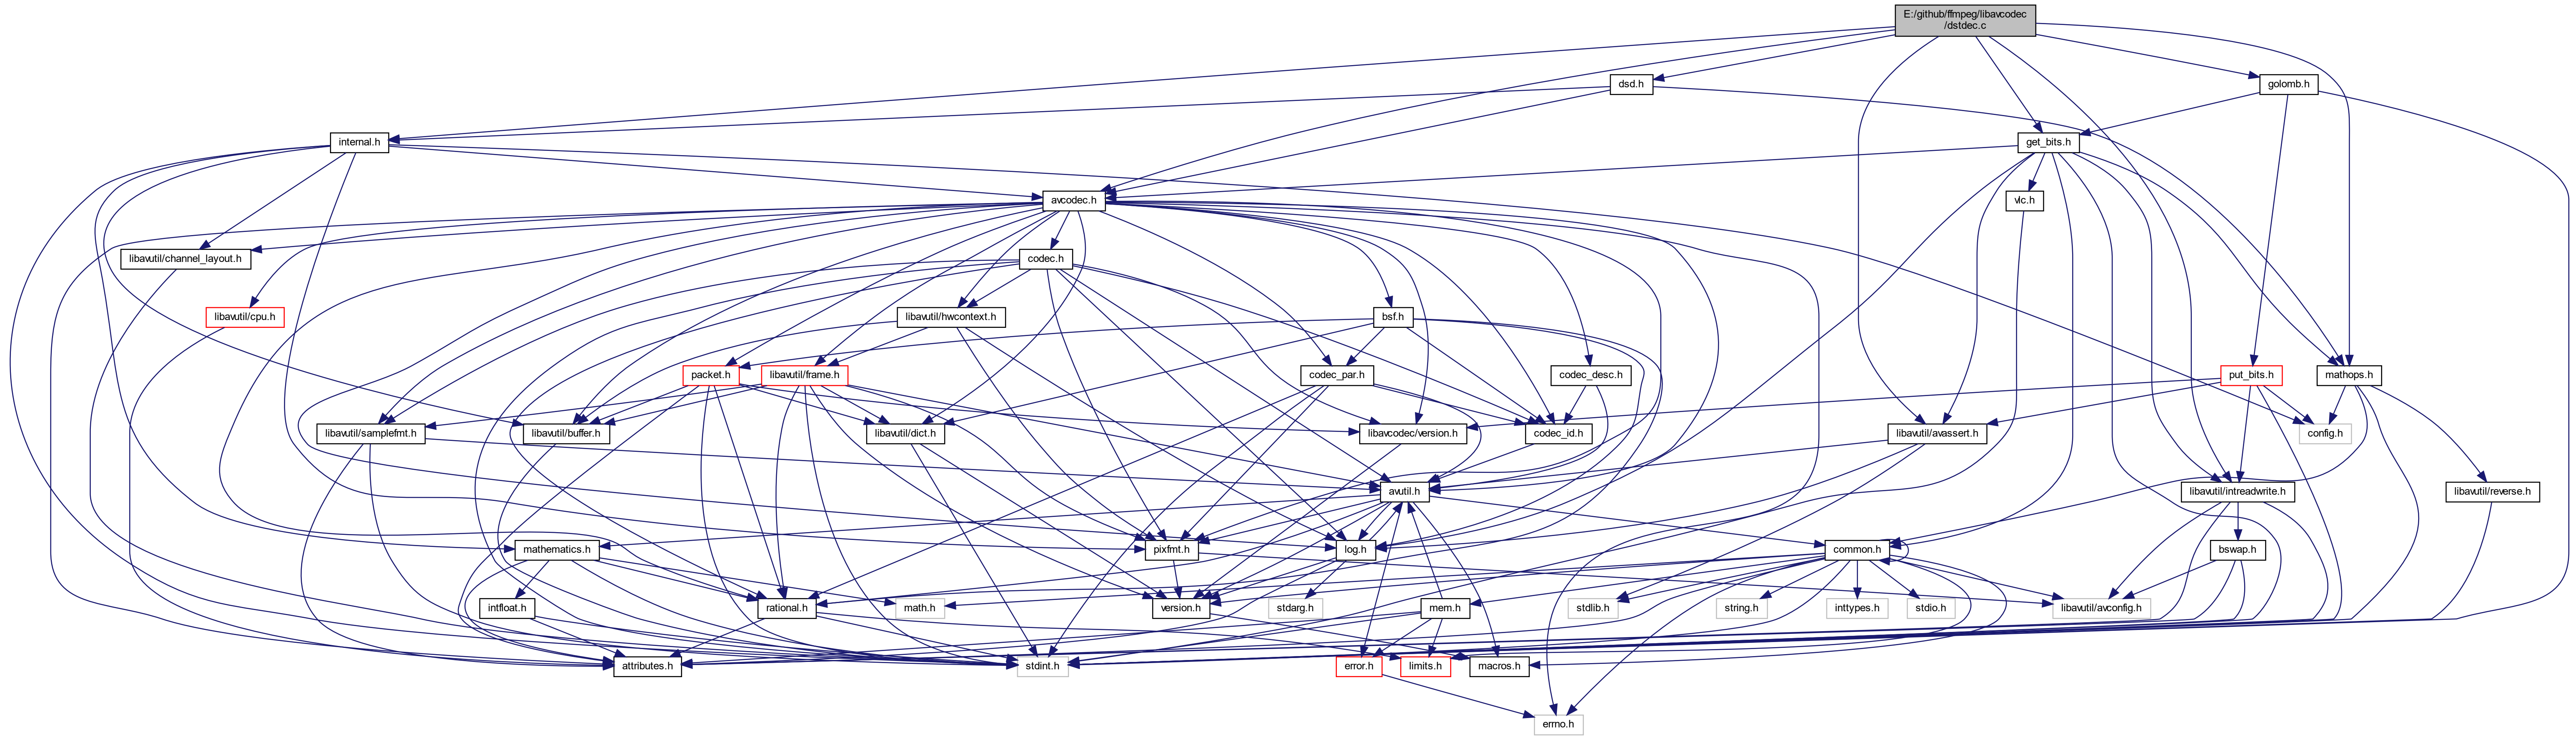 E:/github/ffmpeg/libavcodec
/dstdec.c
dsd.h
golomb.h
internal.h
get_bits.h
avcodec.h
vlc.h
libavutil/channel_layout.h
codec.h
libavutil/cpu.h
libavutil/hwcontext.h
bsf.h
packet.h
libavutil/frame.h
codec_par.h
codec_desc.h
put_bits.h
mathops.h
libavutil/samplefmt.h
libavutil/buffer.h
libavutil/dict.h
libavcodec/version.h
codec_id.h
libavutil/avassert.h
config.h
avutil.h
libavutil/intreadwrite.h
libavutil/reverse.h
mathematics.h
pixfmt.h
log.h
common.h
bswap.h
intfloat.h
rational.h
math.h
version.h
stdarg.h
mem.h
stdlib.h
string.h
inttypes.h
stdio.h
libavutil/avconfig.h
attributes.h
stdint.h
error.h
limits.h
macros.h
errno.h